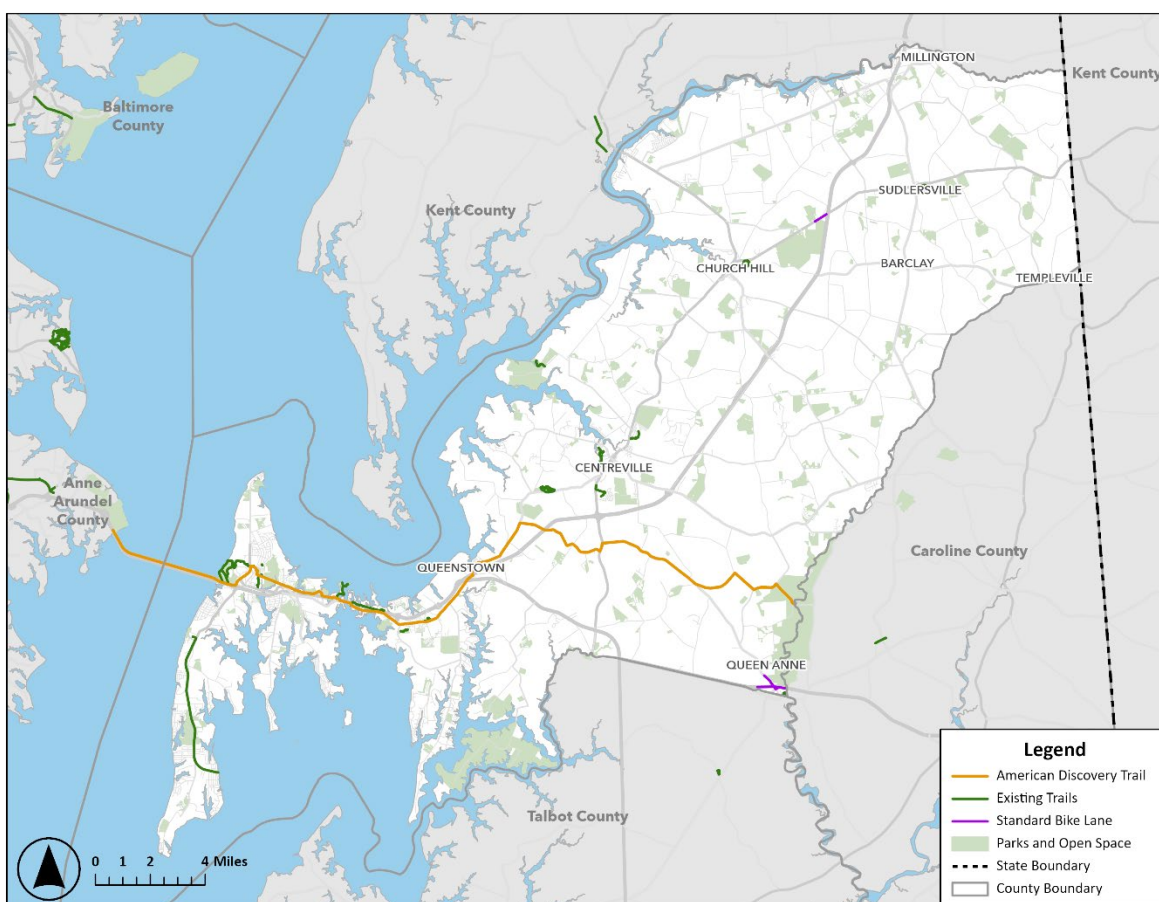 MILLINGTON
Kent County
Baltimore
County
SUDLERSVILLE
Kent County
CHURCH HILL
BARCLAY
TEMPLEVILLE
CENTREVILLE
Anne
Arundel
County
Caroline County
QUEENSTOWN
QUEEN ANNE
Talbot County
0 1 2 4 Miles
Legend
American Discovery Trail
Existing Trails
Standard Bike Lane
Parks and Open Space
State Boundary
County Boundary